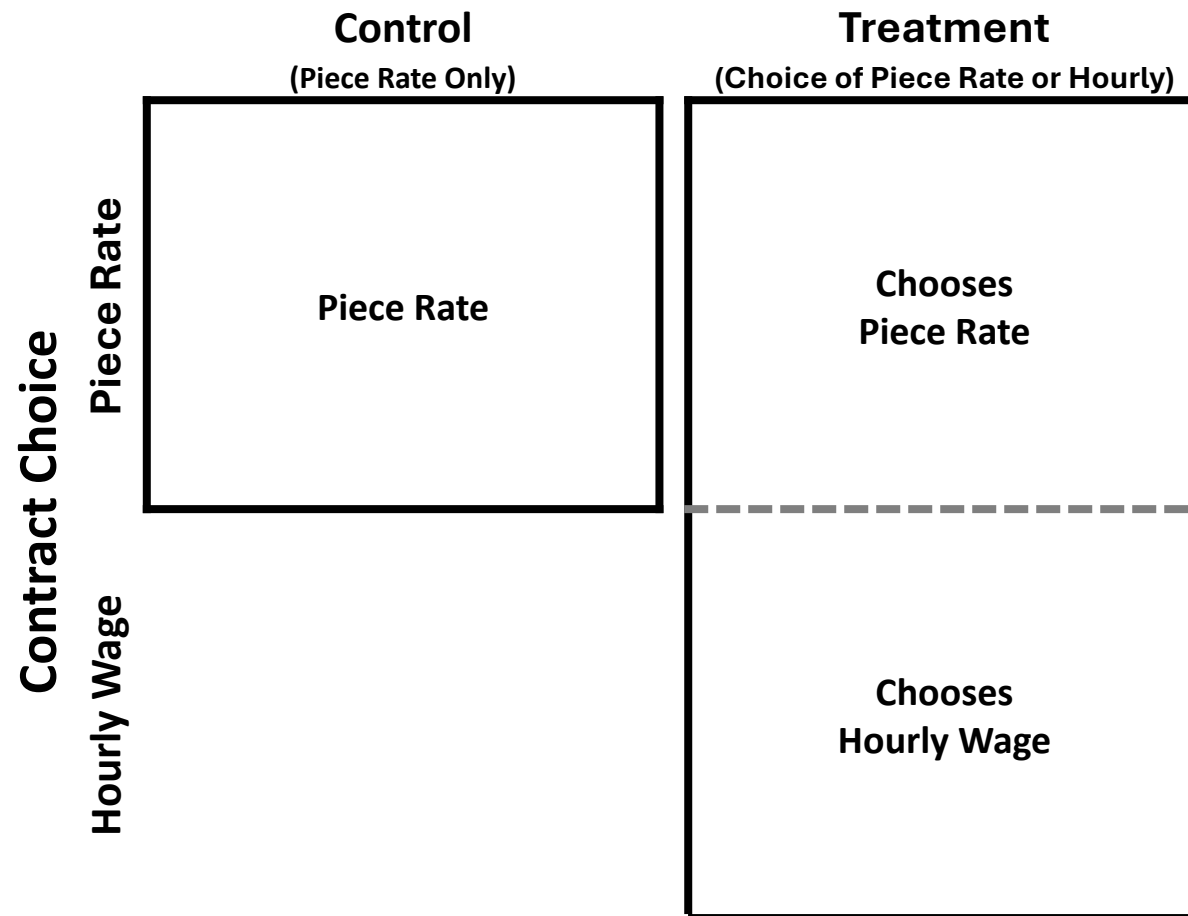 Control
(Piece Rate Only)
Treatment
(Choice of Piece Rate or Hourly)
Contract Choice
Piece Rate
Hourly Wage
Piece Rate
Chooses
Piece Rate
Chooses
Hourly Wage